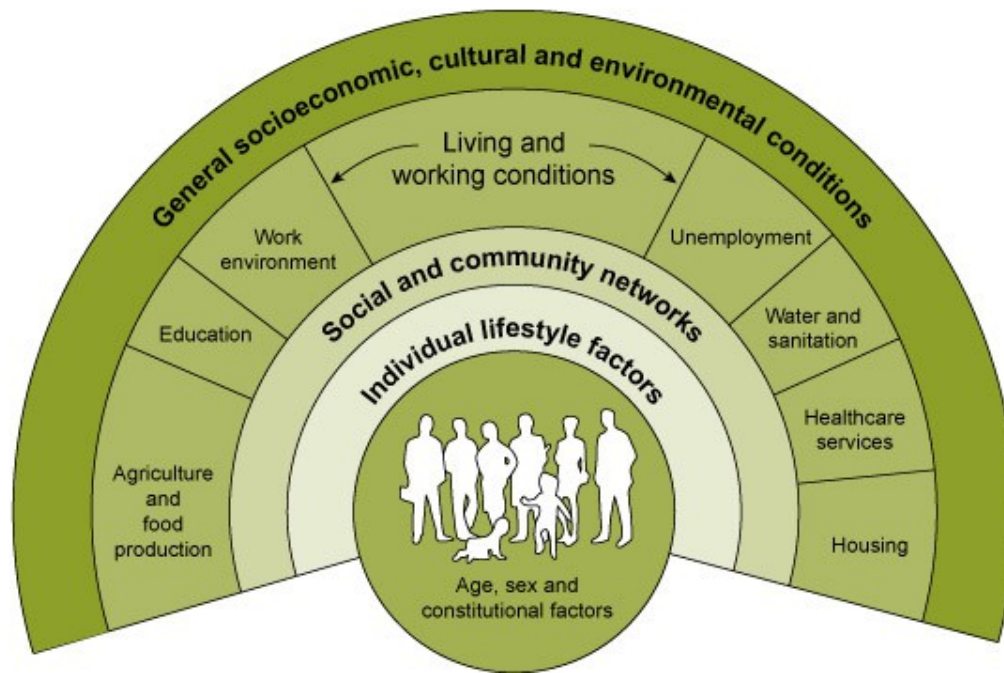 General socioeconomic, cultural and environmental conditions
Living and
working conditions
Work
environment
Unemployment
Social and community networks
Education
Water and
sanitation
Individual lifestyle factors
Healthcare
services
Agriculture
and
food
production
Housing
Age, sex and
constitutional factors